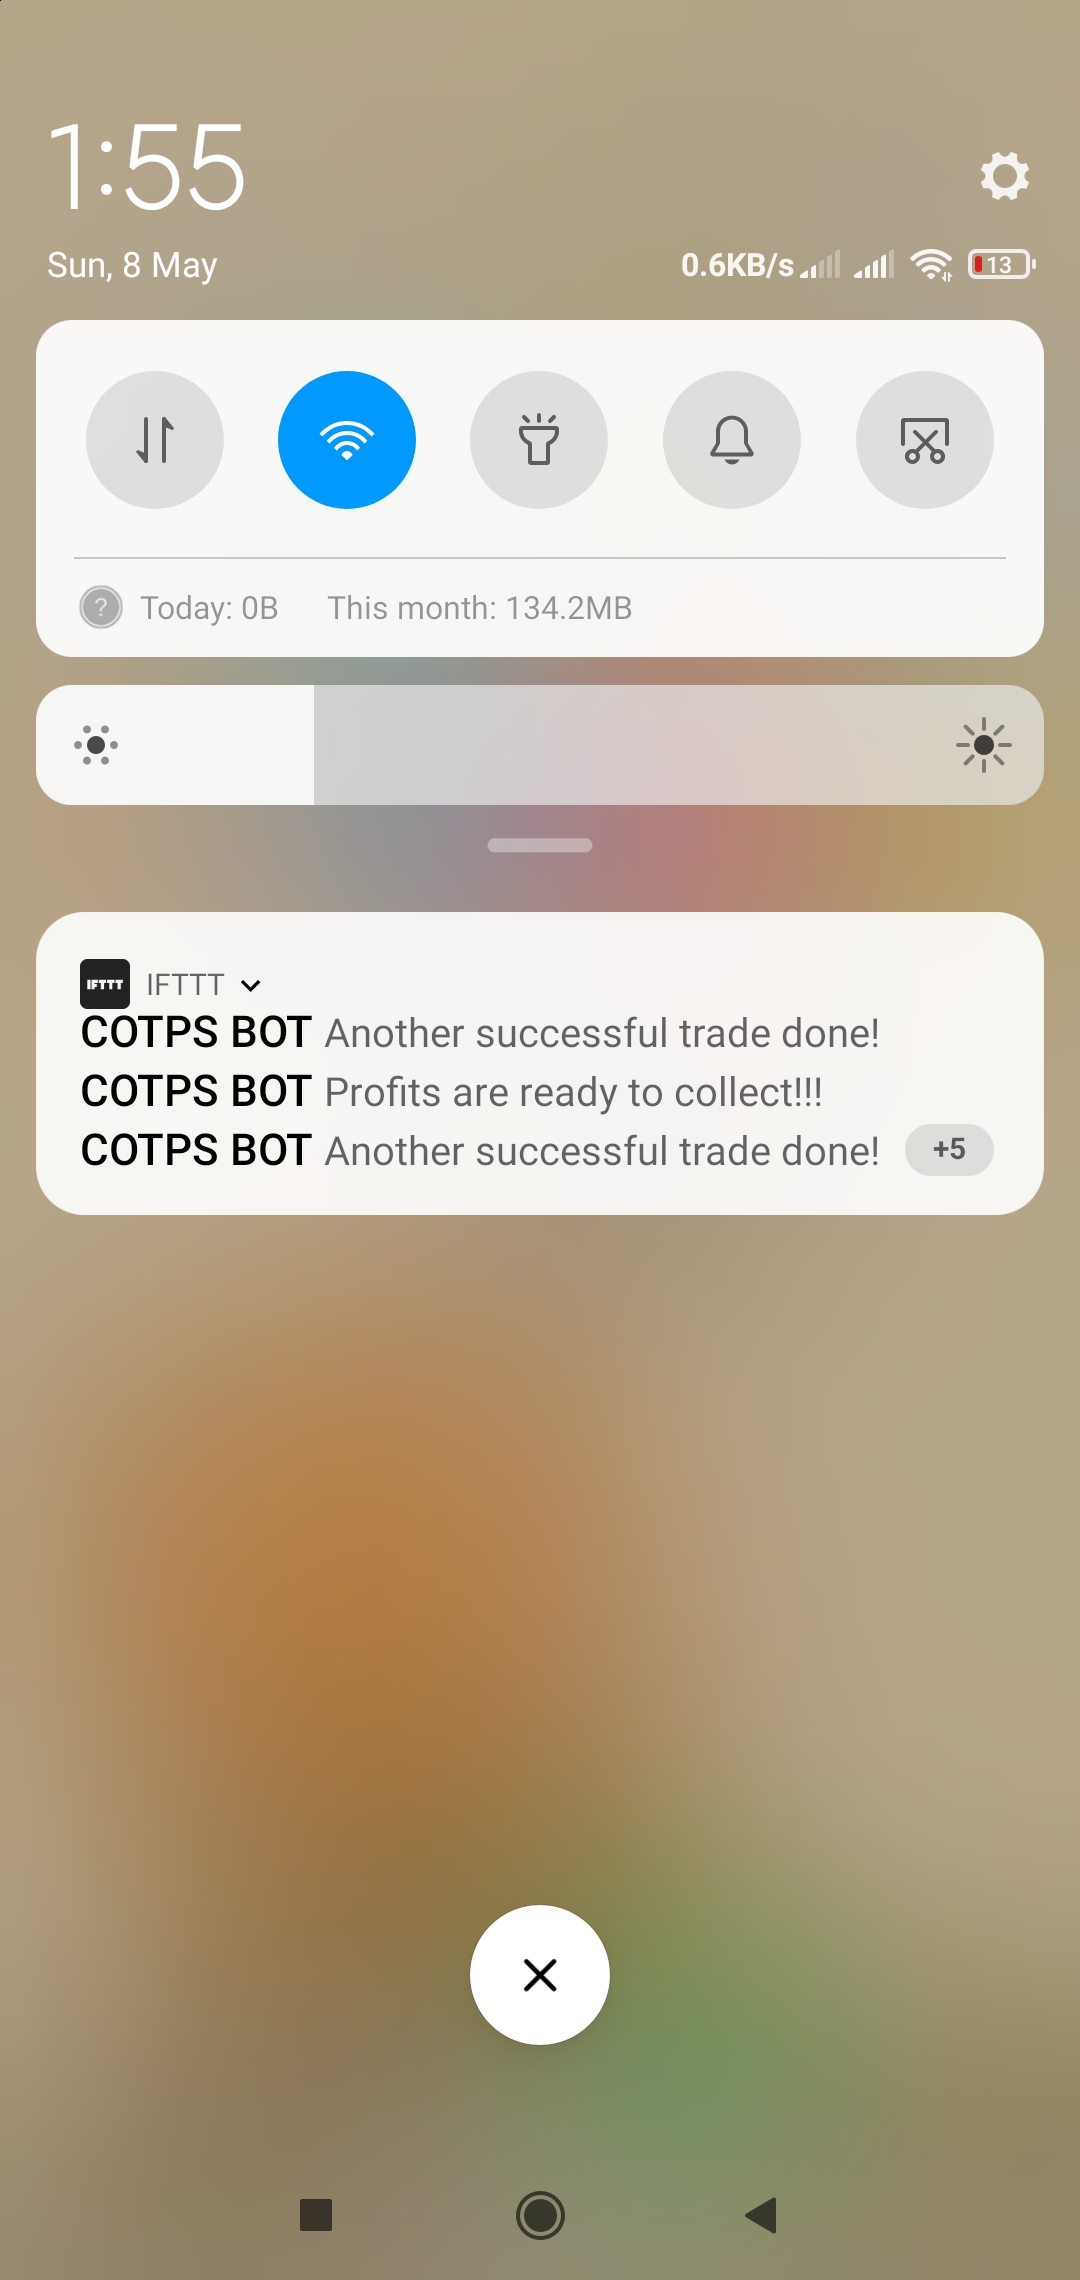 1:55
Sun, 8 May
0.6KB/s 13
? Today: 0B This month: 134.2MB
IFTTT IFTTT
COTPS BOT Another successful trade done!
COTPS BOT Profits are ready to collect!!!
COTPS BOT Another successful trade done! +5